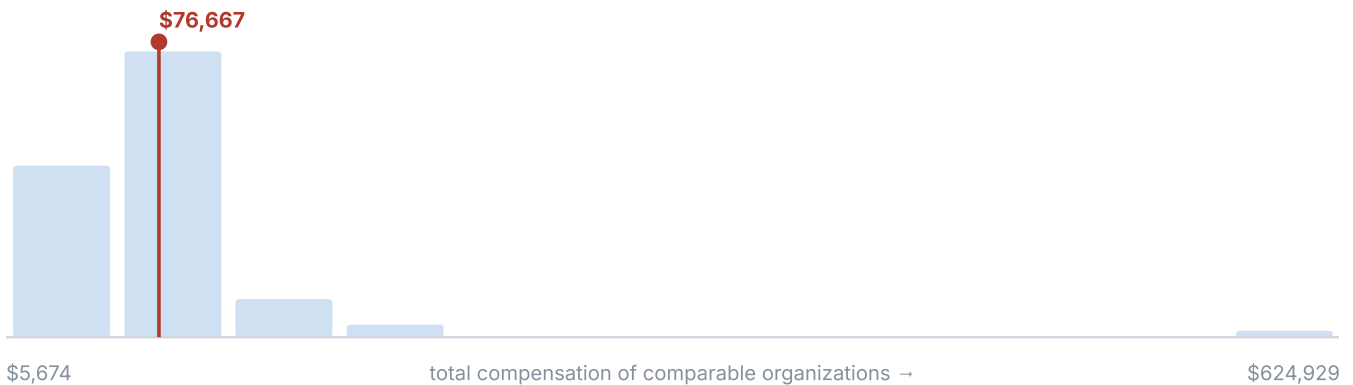 $76,667
$5,674
total compensation of comparable organizations →
$624,929